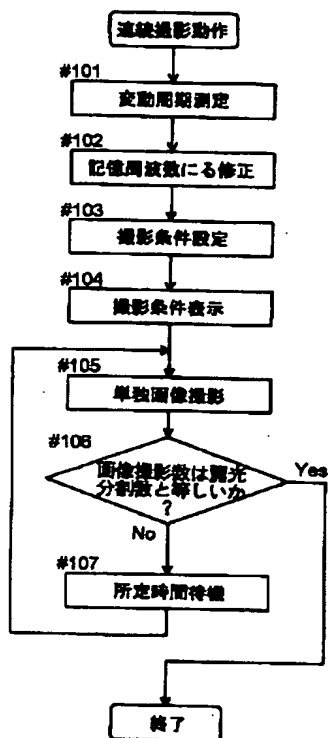 連続撮影動作
#101
変動周期測定
#102
記憶周波数にる修正
#103
撮影条件設定
#104
撮影条件表示
#105
単独画像撮影
#106
画像撮影数は露光
分割数と等しいか
?
Yes
No
#107
所定時間待機
終了